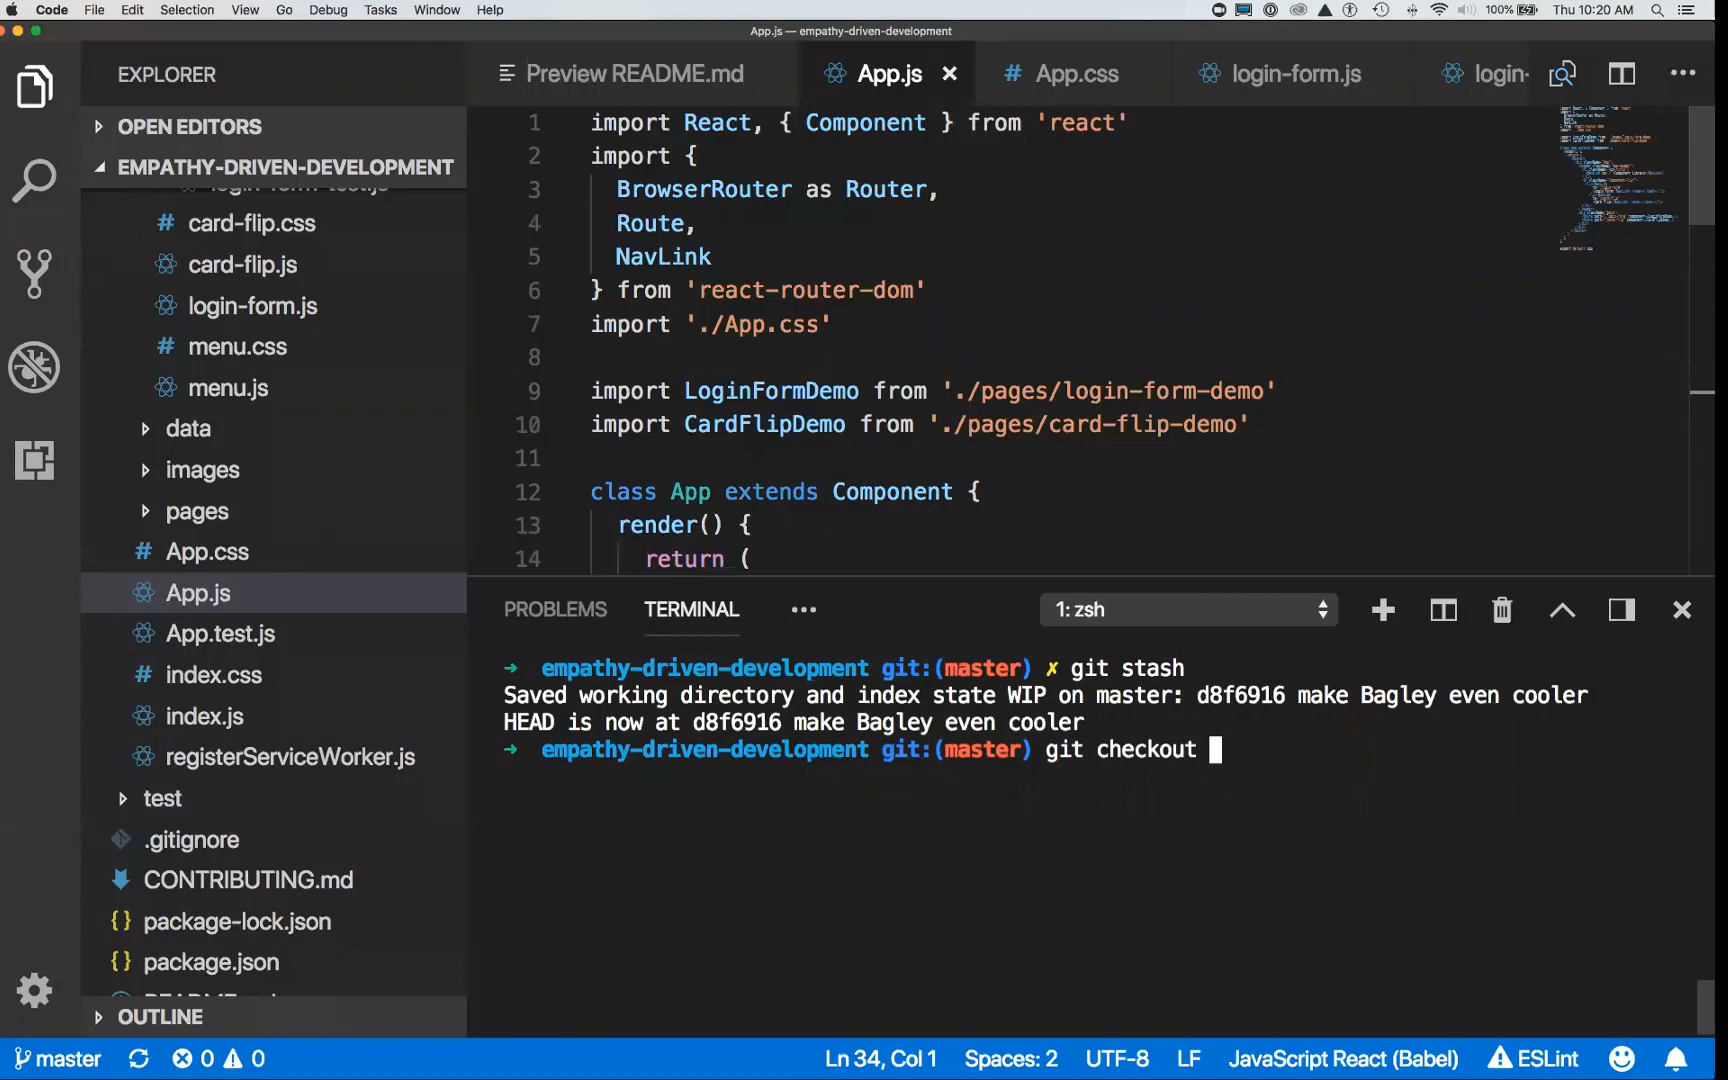 Code File Edit Selection View Go Debug Tasks Window Help 100% Thu 10:20 AM
App.js — empathy-driven-development
EXPLORER
Preview README.md App.js App.css login-form.js login-
OPEN EDITORS
EMPATHY-DRIVEN-DEVELOPMENT
login-form-test.js
card-flip.css
card-flip.js
login-form.js
menu.css
menu.js
data
images
pages
App.css
App.js
App.test.js
index.css
index.js
registerServiceWorker.js
test
.gitignore
CONTRIBUTING.md
package-lock.json
package.json
OUTLINE
1 import React, { Component } from 'react'
2 import {
3 BrowserRouter as Router,
4 Route,
5 NavLink
6 } from 'react-router-dom'
7 import './App.css'
8
9 import LoginFormDemo from './pages/login-form-demo'
10 import CardFlipDemo from './pages/card-flip-demo'
11
12 class App extends Component {
13 render() {
14 return (
PROBLEMS TERMINAL ••• 1: zsh
→ empathy-driven-development git:(master) ✗ git stash
Saved working directory and index state WIP on master: d8f6916 make Bagley even cooler
HEAD is now at d8f6916 make Bagley even cooler
→ empathy-driven-development git:(master) git checkout
master 0 0 Ln 34, Col 1 Spaces: 2 UTF-8 LF JavaScript React (Babel) ESLint